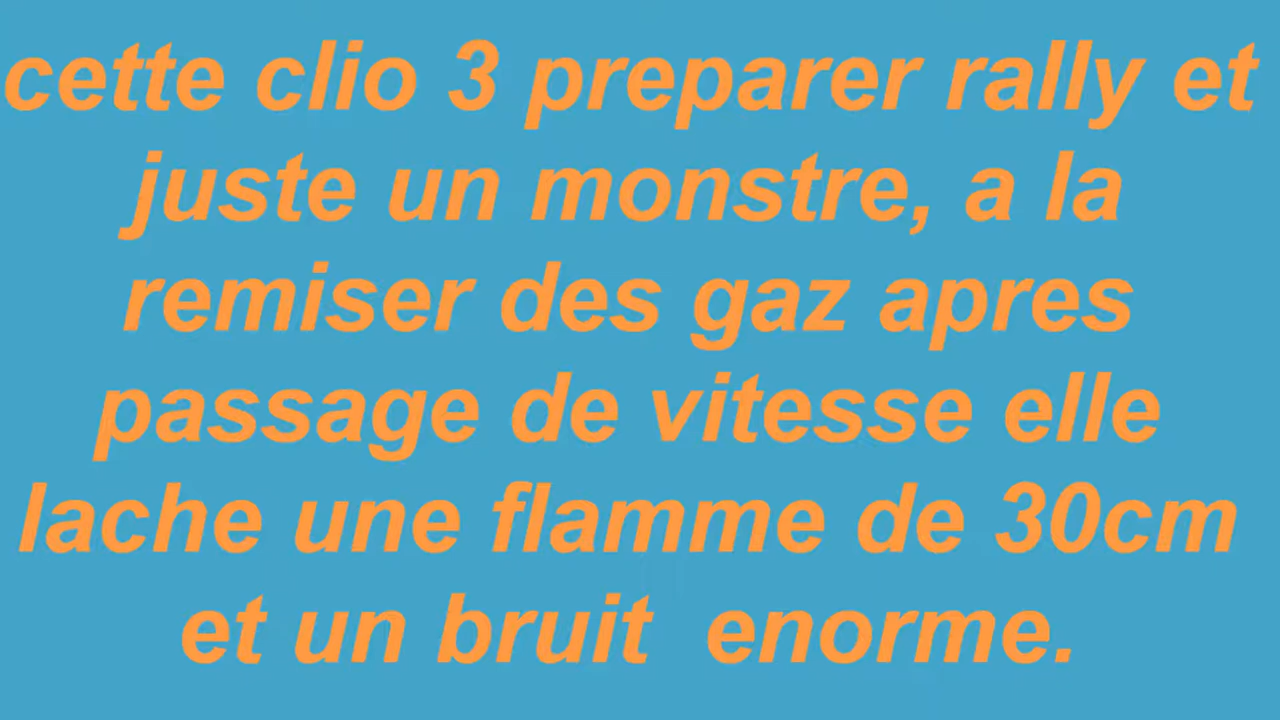 cette clio 3 preparer rally et
juste un monstre, a la
remiser des gaz apres
passage de vitesse elle
lache une flamme de 30cm
et un bruit  enorme.